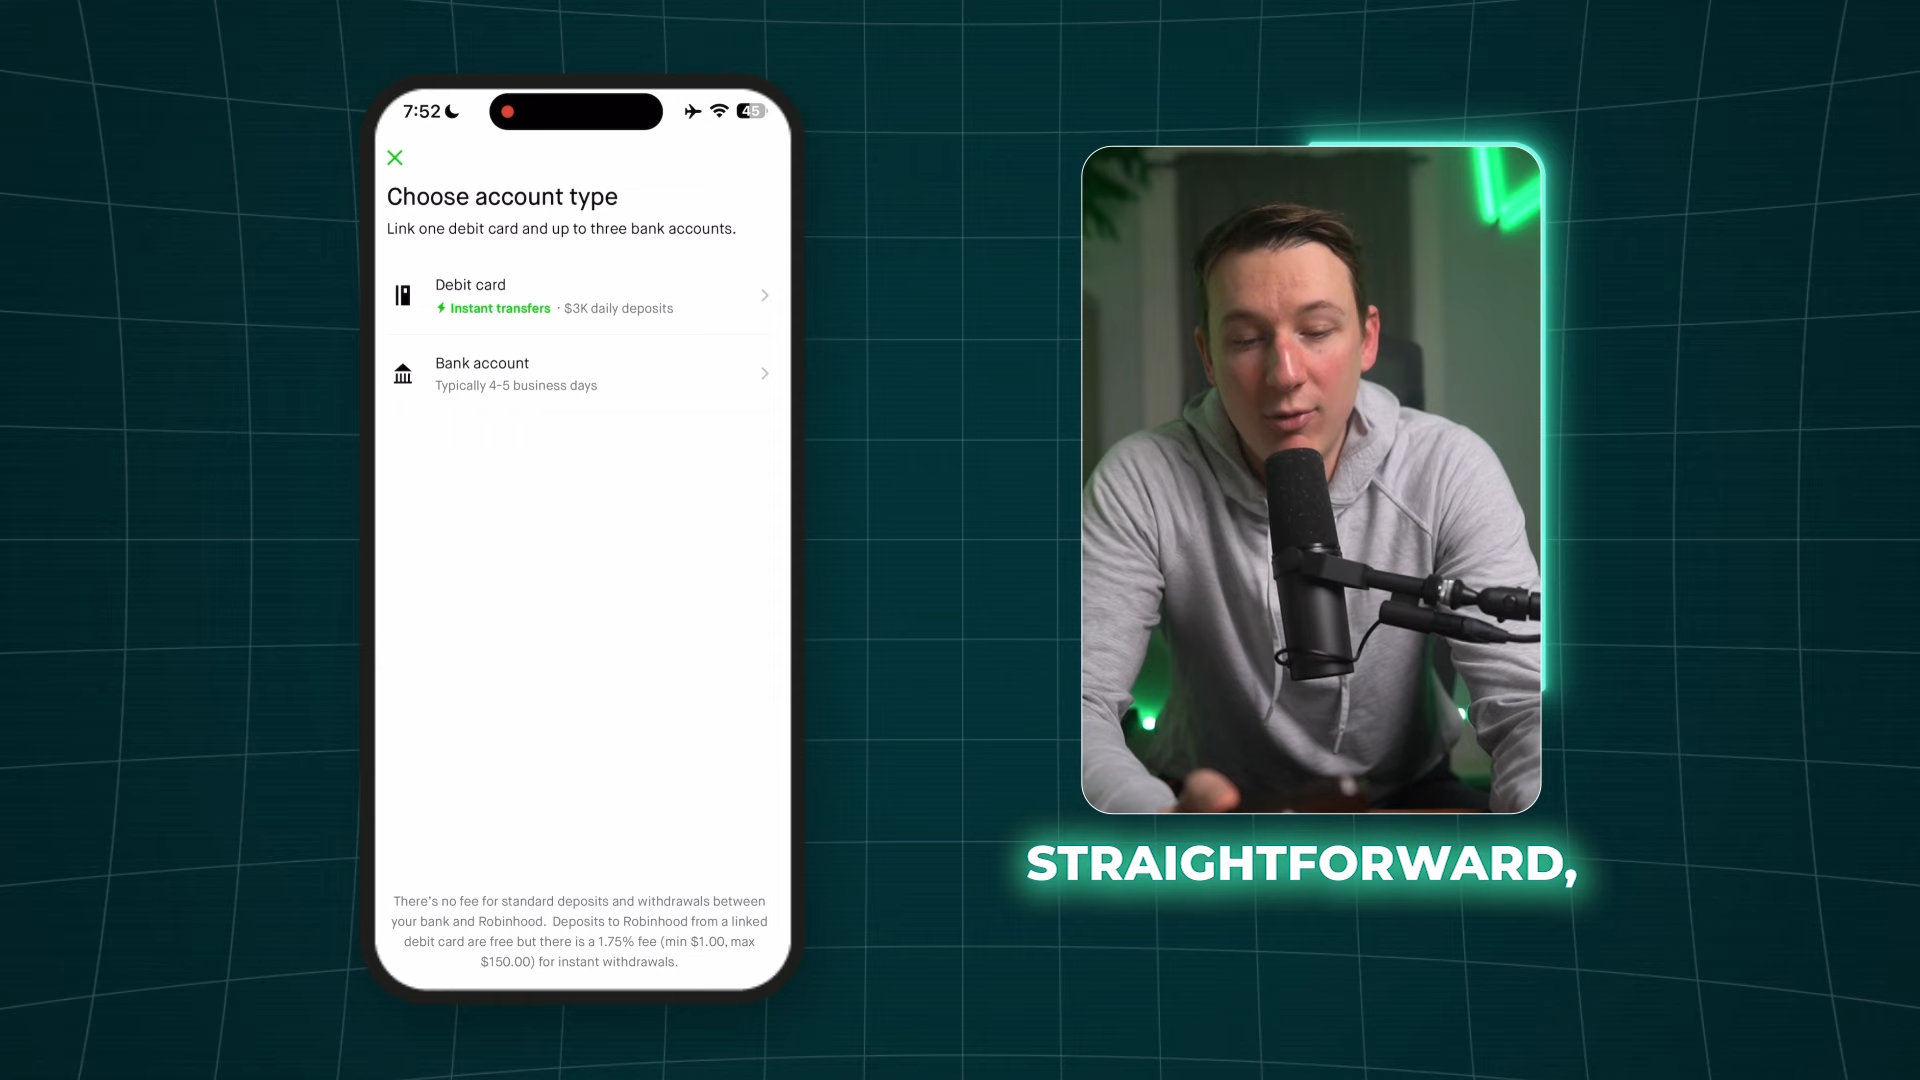 7:52
45
Choose account type
Link one debit card and up to three bank accounts.
Debit card
Instant transfers · $3K daily deposits
Bank account
Typically 4-5 business days
There's no fee for standard deposits and withdrawals between
your bank and Robinhood. Deposits to Robinhood from a linked
debit card are free but there is a 1.75% fee (min $1.00, max
$150.00) for instant withdrawals.
STRAIGHTFORWARD,